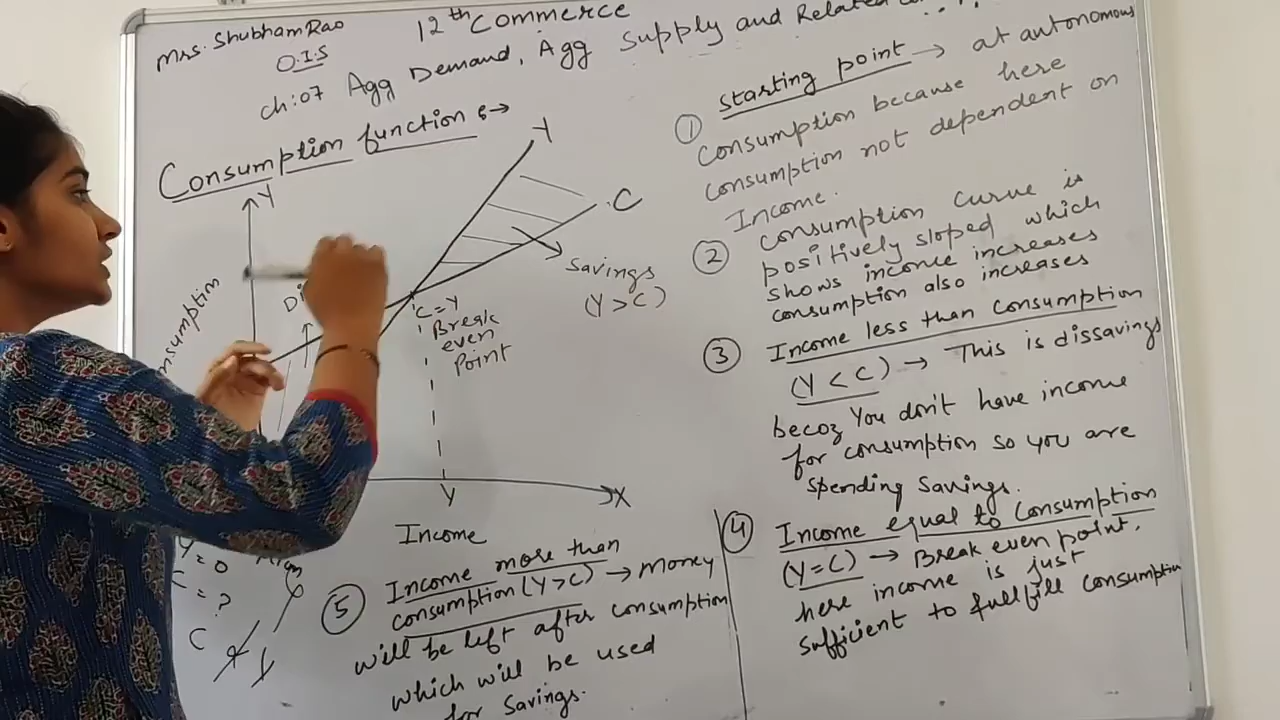 Mrs. Shubham Rao
O.I.S
12th Commerce
ch:07 Agg Demand, Agg Supply and Related
Consumption function :→
Y
Y
C
Savings
(Y > C)
C=Y
Break
even
Point
Y
X
Income
Y=0
C = ?
C
① starting point → at autonomous
Consumption because here
consumption not dependent on
Income.
② consumption curve is
positively sloped which
shows income increases
consumption also increases
③ Income less than Consumption
(Y < C) → This is dissavings
becoz You don't have income
for consumption so you are
spending savings.
④ Income equal to Consumption
(Y = C) → Break even point.
here income is just
sufficient to fullfill consumption
⑤ Income more than
consumption (Y > C) → money
will be left after consumption
which will be used
for savings.